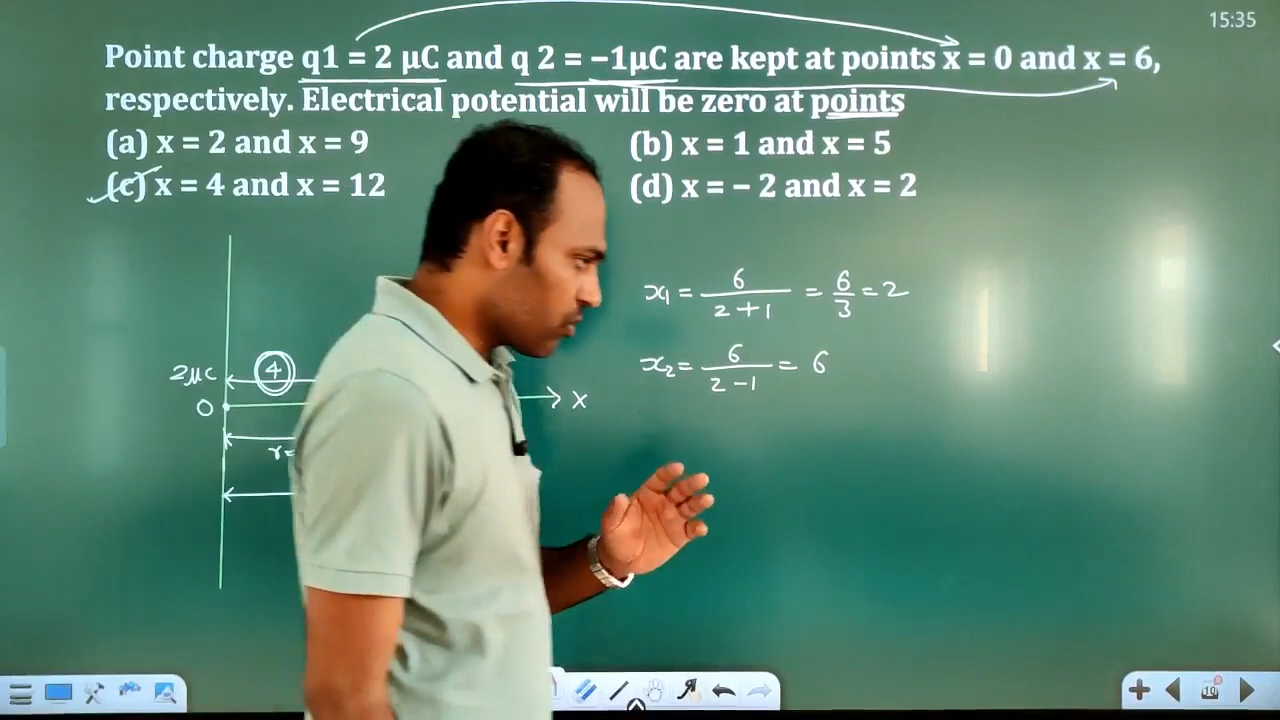 15:35
Point charge q1 = 2 μC and q 2 = −1μC are kept at points x = 0 and x = 6,
respectively. Electrical potential will be zero at points
(a) x = 2 and x = 9
(b) x = 1 and x = 5
(c) x = 4 and x = 12
(d) x = − 2 and x = 2
x₁ = 6/(2+1) = 6/3 = 2
x₂ = 6/(2−1) = 6
2μC
4
0
x
r=
10